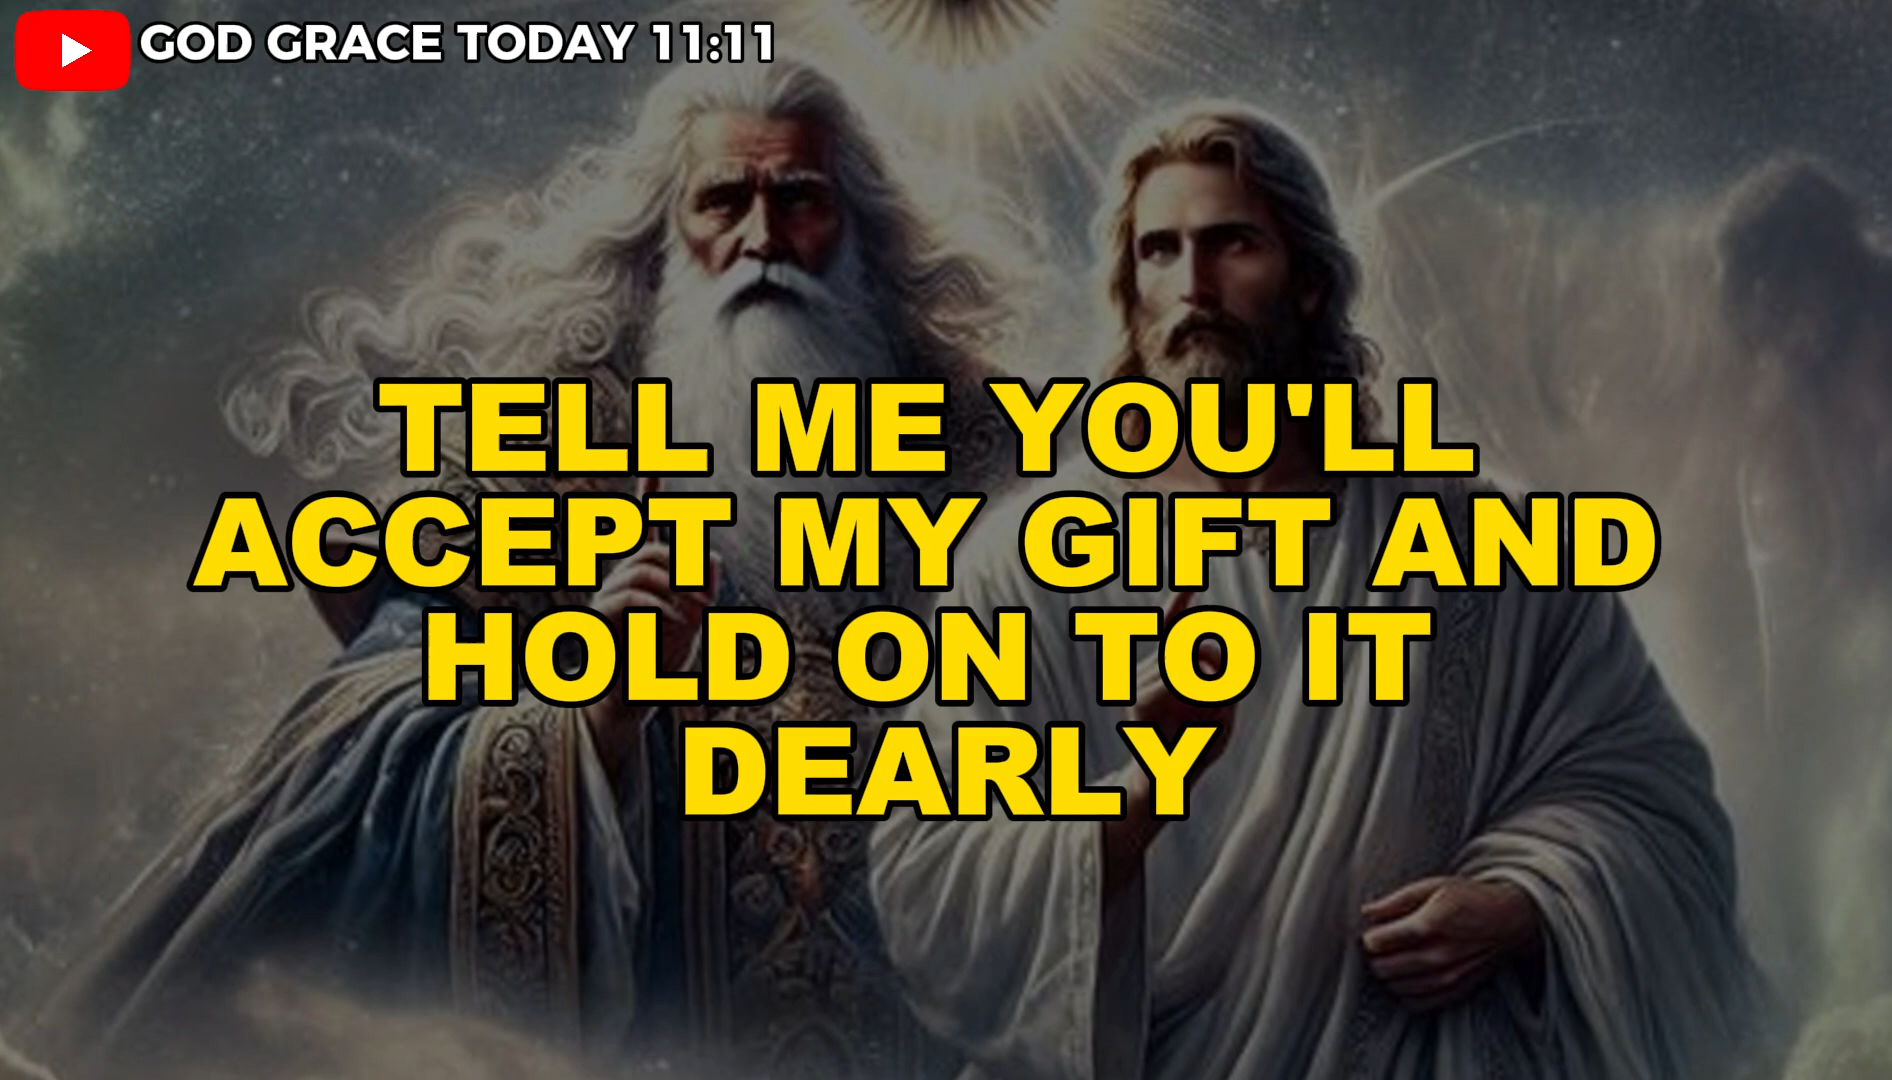 GOD GRACE TODAY 11:11
TELL ME YOU'LL
ACCEPT MY GIFT AND
HOLD ON TO IT
DEARLY